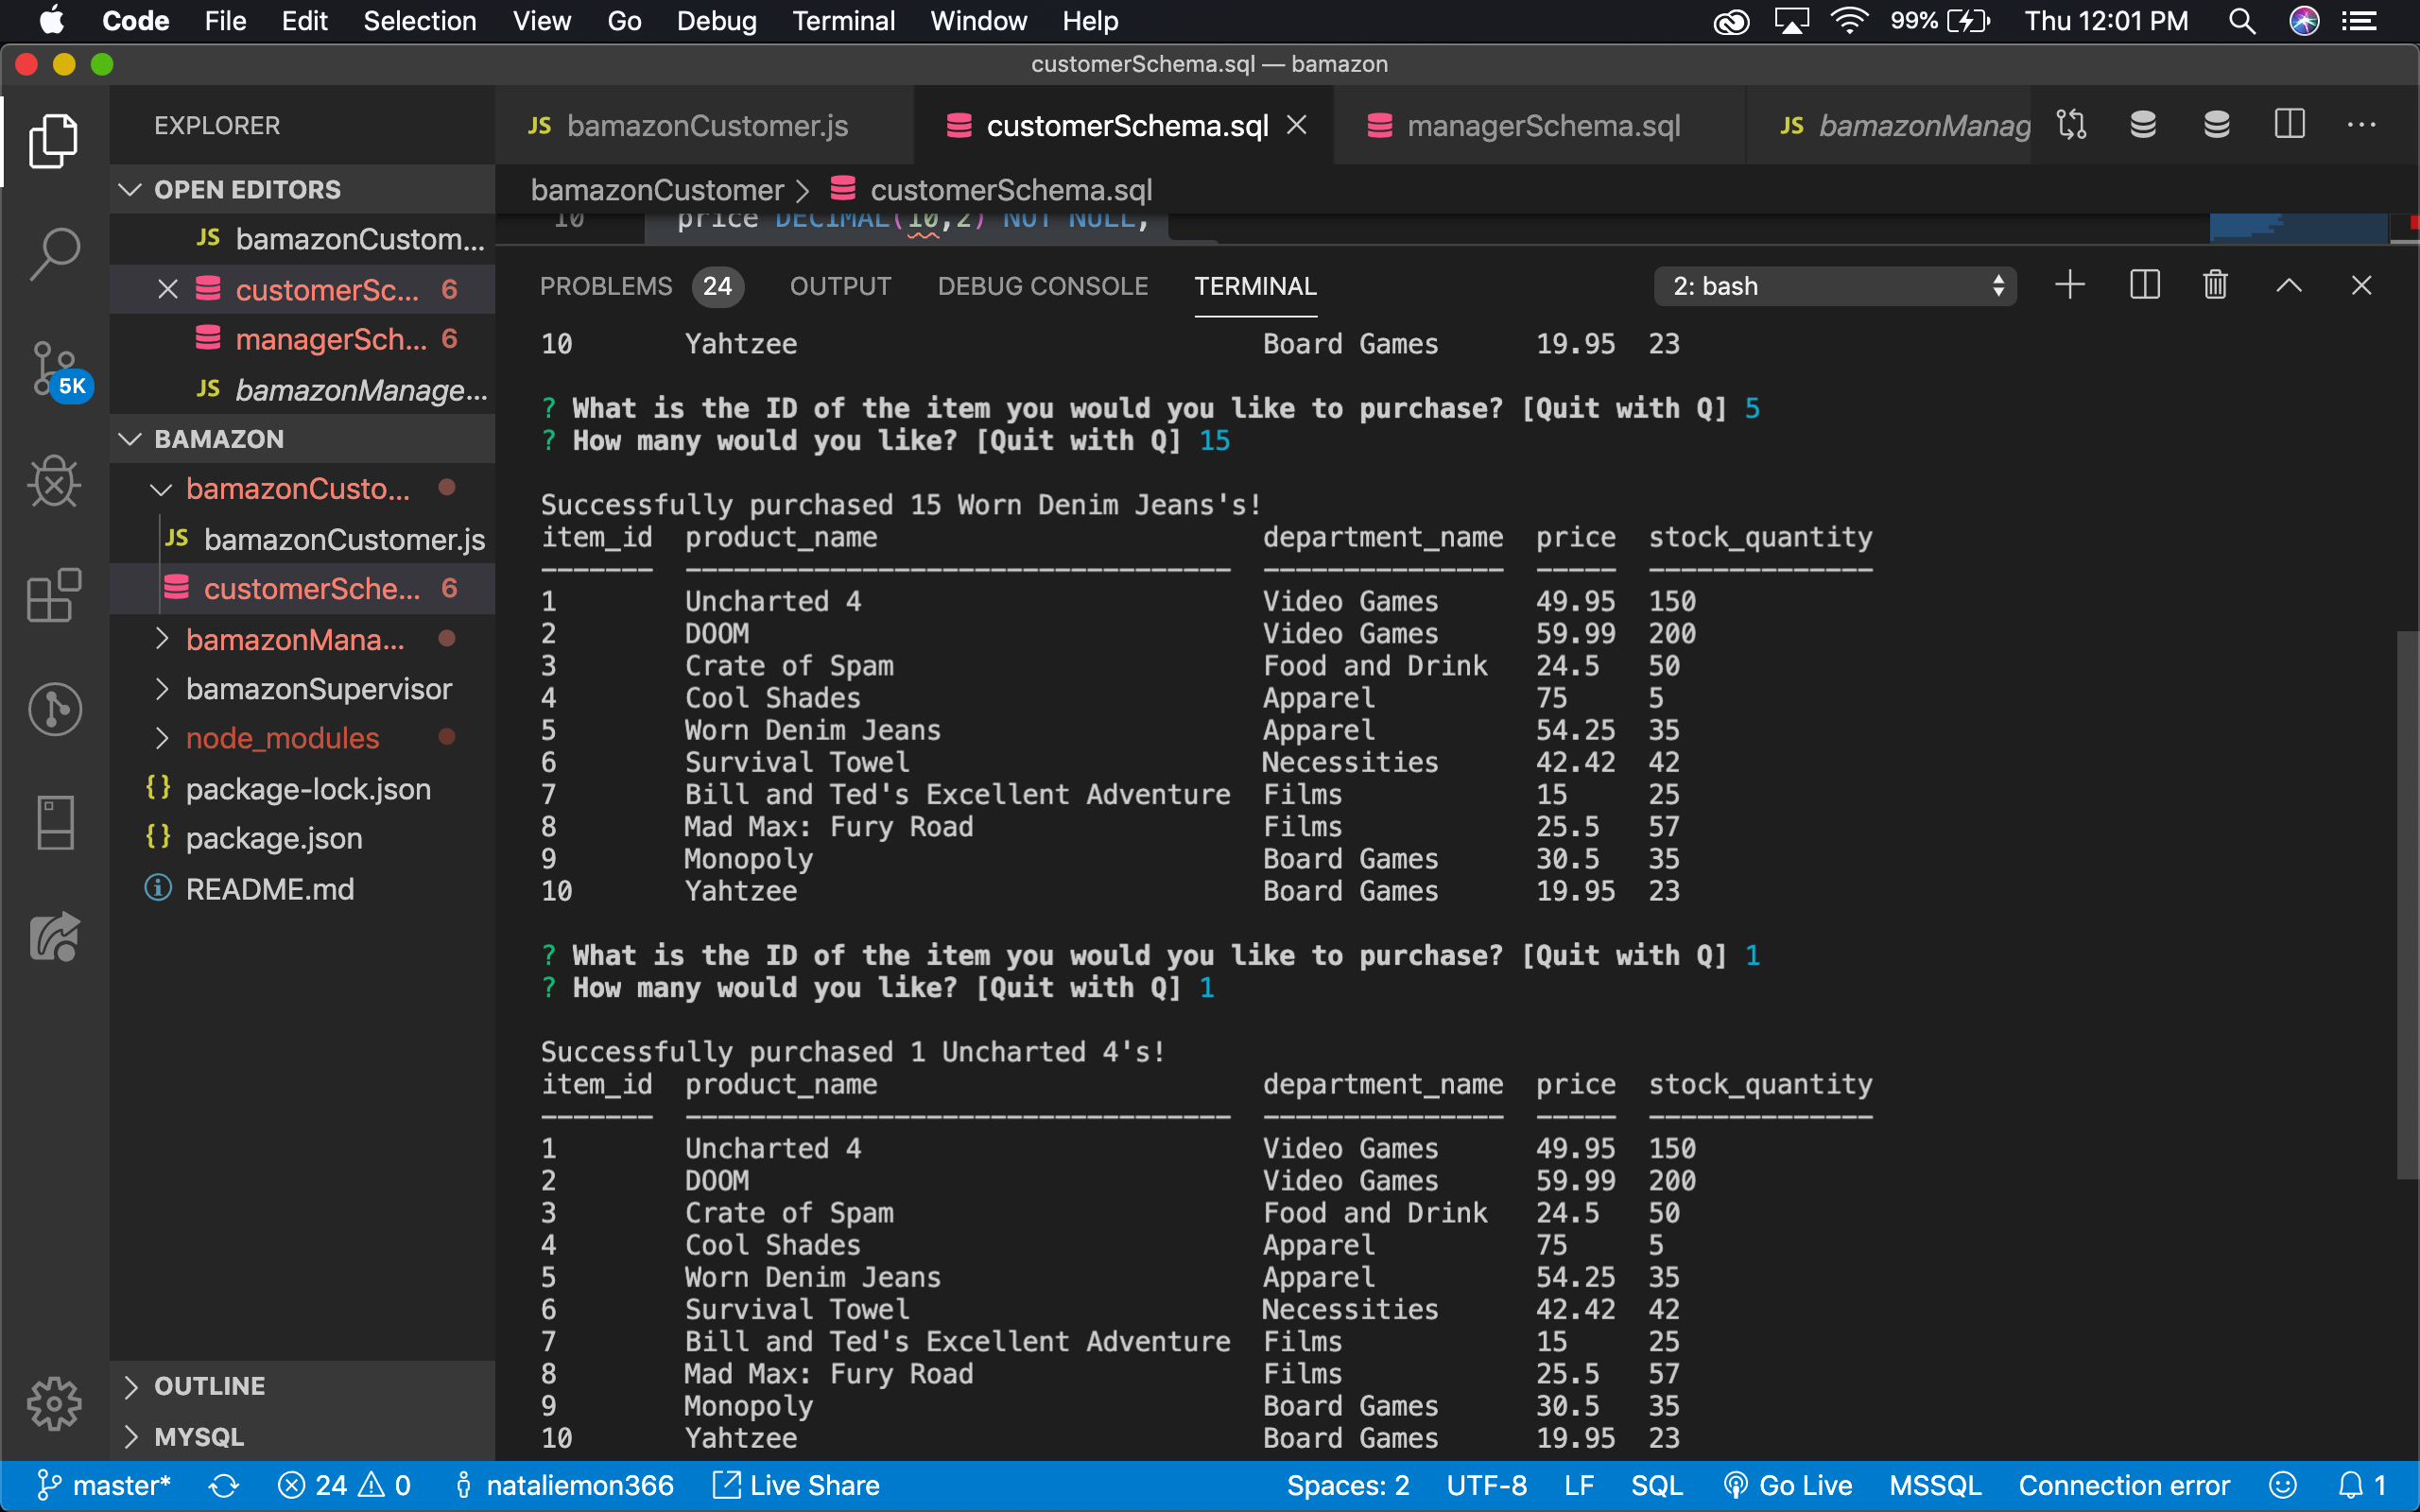 Code File Edit Selection View Go Debug Terminal Window Help 99% Thu 12:01 PM
customerSchema.sql — bamazon
EXPLORER
OPEN EDITORS
JS bamazonCustom...
customerSc... 6
managerSch... 6
JS bamazonManage...
BAMAZON
bamazonCusto...
JS bamazonCustomer.js
customerSche... 6
bamazonMana...
bamazonSupervisor
node_modules
{} package-lock.json
{} package.json
README.md
OUTLINE
MYSQL
5K
JS bamazonCustomer.js customerSchema.sql managerSchema.sql JS bamazonManag
bamazonCustomer > customerSchema.sql
10 price DECIMAL(10,2) NOT NULL,
PROBLEMS 24 OUTPUT DEBUG CONSOLE TERMINAL 2: bash
10 Yahtzee Board Games 19.95 23
? What is the ID of the item you would you like to purchase? [Quit with Q] 5
? How many would you like? [Quit with Q] 15
Successfully purchased 15 Worn Denim Jeans's!
item_id product_name department_name price stock_quantity
1 Uncharted 4 Video Games 49.95 150
2 DOOM Video Games 59.99 200
3 Crate of Spam Food and Drink 24.5 50
4 Cool Shades Apparel 75 5
5 Worn Denim Jeans Apparel 54.25 35
6 Survival Towel Necessities 42.42 42
7 Bill and Ted's Excellent Adventure Films 15 25
8 Mad Max: Fury Road Films 25.5 57
9 Monopoly Board Games 30.5 35
10 Yahtzee Board Games 19.95 23
? What is the ID of the item you would you like to purchase? [Quit with Q] 1
? How many would you like? [Quit with Q] 1
Successfully purchased 1 Uncharted 4's!
item_id product_name department_name price stock_quantity
1 Uncharted 4 Video Games 49.95 150
2 DOOM Video Games 59.99 200
3 Crate of Spam Food and Drink 24.5 50
4 Cool Shades Apparel 75 5
5 Worn Denim Jeans Apparel 54.25 35
6 Survival Towel Necessities 42.42 42
7 Bill and Ted's Excellent Adventure Films 15 25
8 Mad Max: Fury Road Films 25.5 57
9 Monopoly Board Games 30.5 35
10 Yahtzee Board Games 19.95 23
master* 24 0 nataliemon366 Live Share Spaces: 2 UTF-8 LF SQL Go Live MSSQL Connection error 1